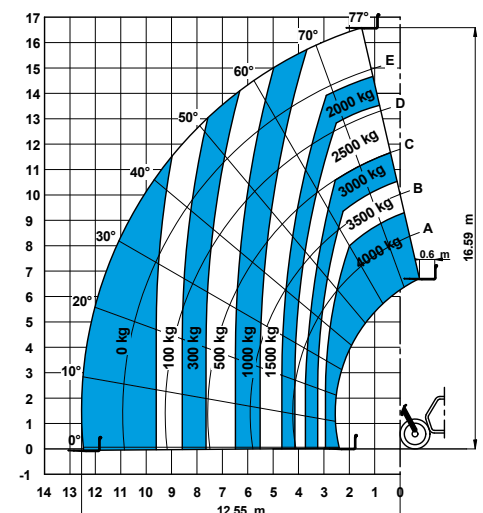 17
16
15
14
13
12
11
10
9
8
7
6
5
4
3
2
1
0
-1
77°
70°
60°
50°
40°
30°
20°
10°
0°
E
D
C
B
A
2000 kg
2500 kg
3000 kg
3500 kg
4000 kg
0.6 m
16.59 m
0 kg
100 kg
300 kg
500 kg
1000 kg
1500 kg
14 13 12 11 10 9 8 7 6 5 4 3 2 1 0
12.55 m